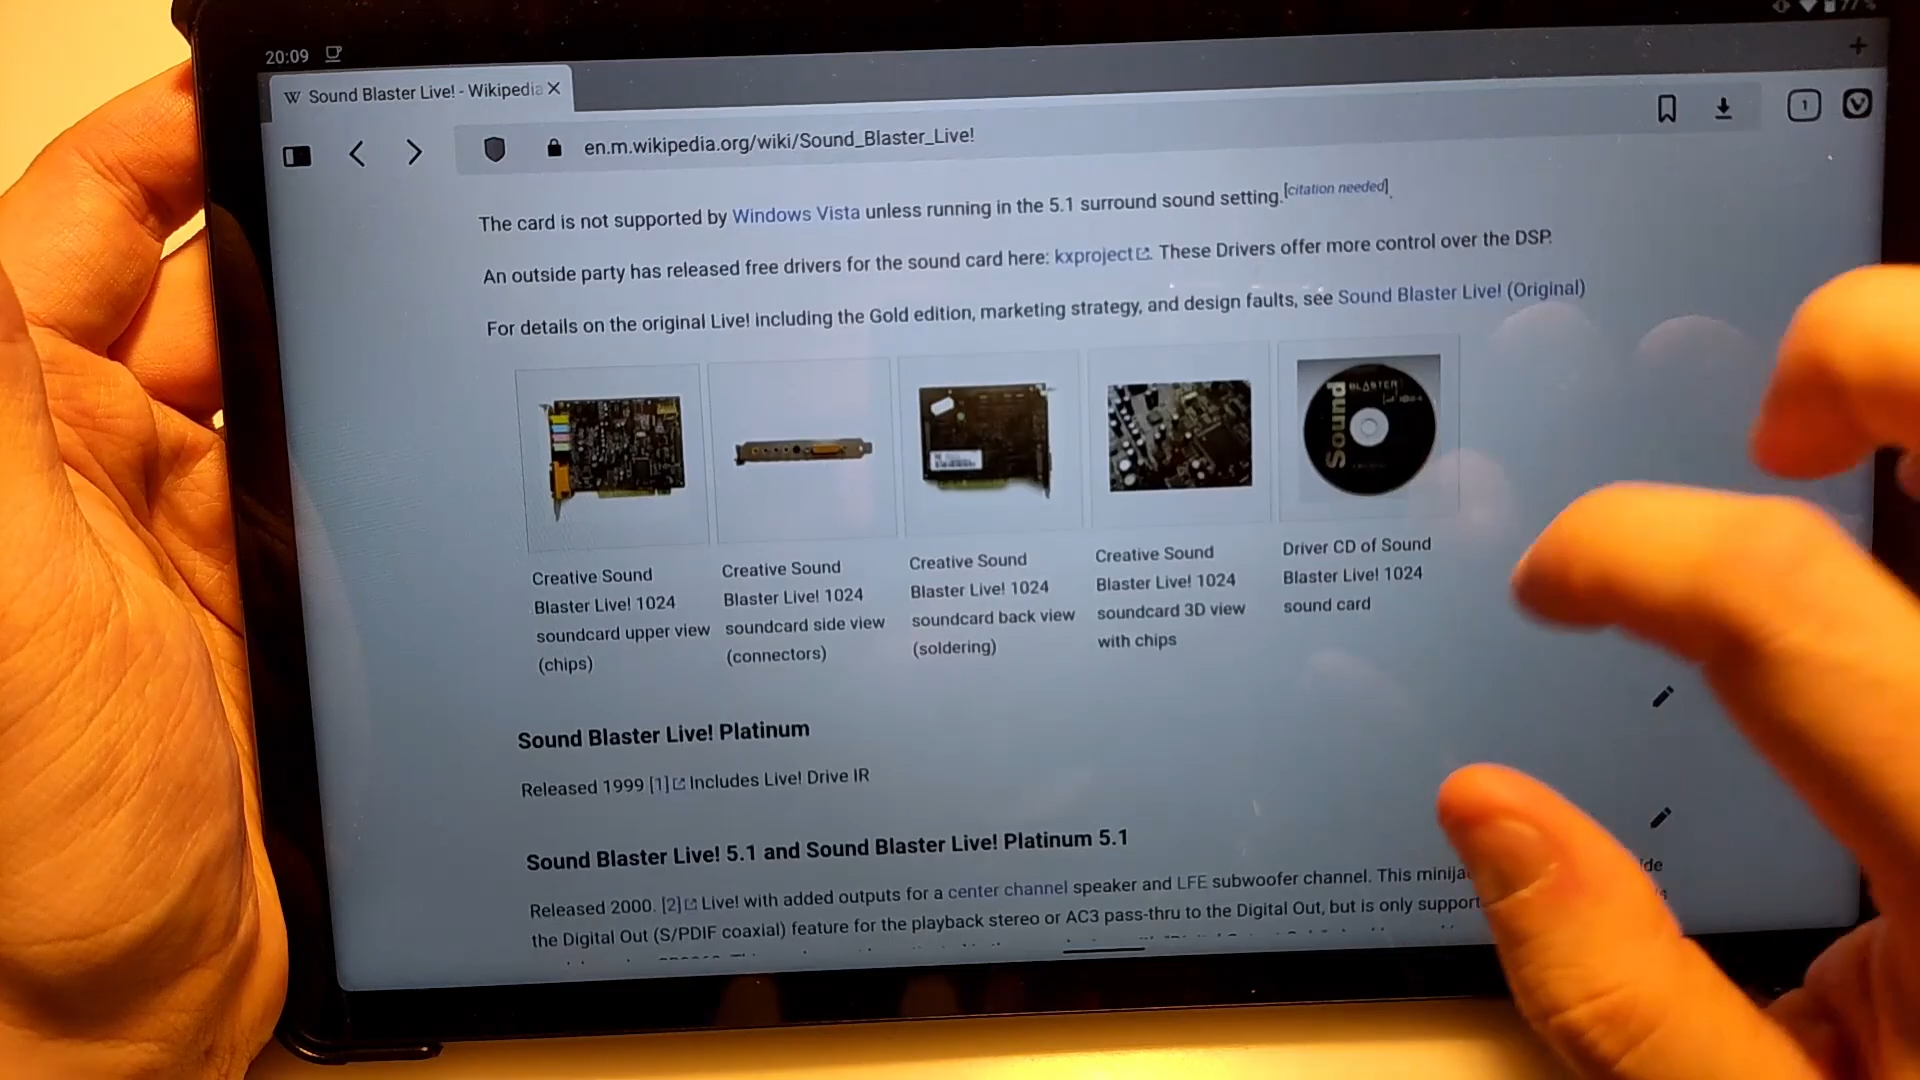 20:09
77%
Sound Blaster Live! - Wikipedia
1
en.m.wikipedia.org/wiki/Sound_Blaster_Live!
The card is not supported by Windows Vista unless running in the 5.1 surround sound setting.[citation needed].
An outside party has released free drivers for the sound card here: kxproject. These Drivers offer more control over the DSP.
For details on the original Live! including the Gold edition, marketing strategy, and design faults, see Sound Blaster Live! (Original)
Sound BLASTER
Creative Sound
Blaster Live! 1024
soundcard upper view
(chips)
Creative Sound
Blaster Live! 1024
soundcard side view
(connectors)
Creative Sound
Blaster Live! 1024
soundcard back view
(soldering)
Creative Sound
Blaster Live! 1024
soundcard 3D view
with chips
Driver CD of Sound
Blaster Live! 1024
sound card
Sound Blaster Live! Platinum
Released 1999 [1] Includes Live! Drive IR
Sound Blaster Live! 5.1 and Sound Blaster Live! Platinum 5.1
Released 2000. [2] Live! with added outputs for a center channel speaker and LFE subwoofer channel. This minija
the Digital Out (S/PDIF coaxial) feature for the playback stereo or AC3 pass-thru to the Digital Out, but is only support